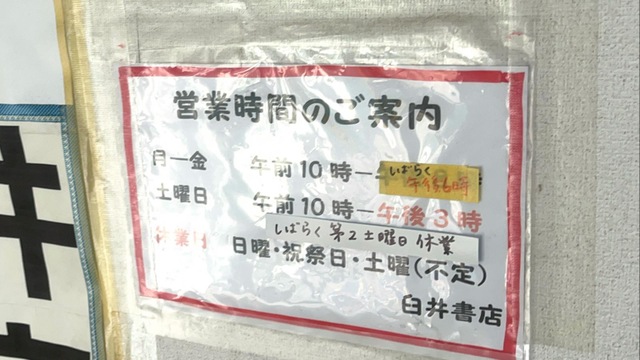 営業時間のご案内
月ー金 午前10時ー しばらく 午後6時
土曜日 午前10時ー午後3時
しばらく 第2土曜日 休業
休業日 日曜・祝祭日・土曜(不定)
臼井書店